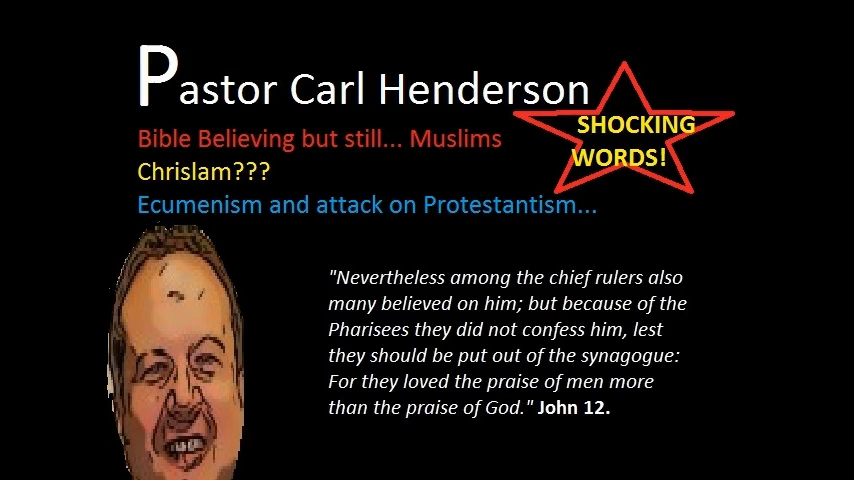 Pastor Carl Henderson
SHOCKING
WORDS!
Bible Believing but still... Muslims
Chrislam???
Ecumenism and attack on Protestantism...
"Nevertheless among the chief rulers also
many believed on him; but because of the
Pharisees they did not confess him, lest
they should be put out of the synagogue:
For they loved the praise of men more
than the praise of God." John 12.